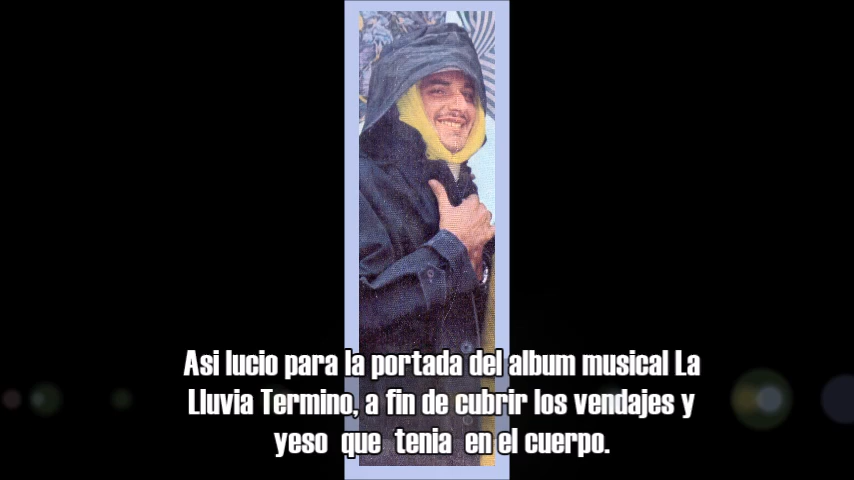 Asi lucio para la portada del album musical La
Lluvia Termino, a fin de cubrir los vendajes y
yeso que tenia en el cuerpo.